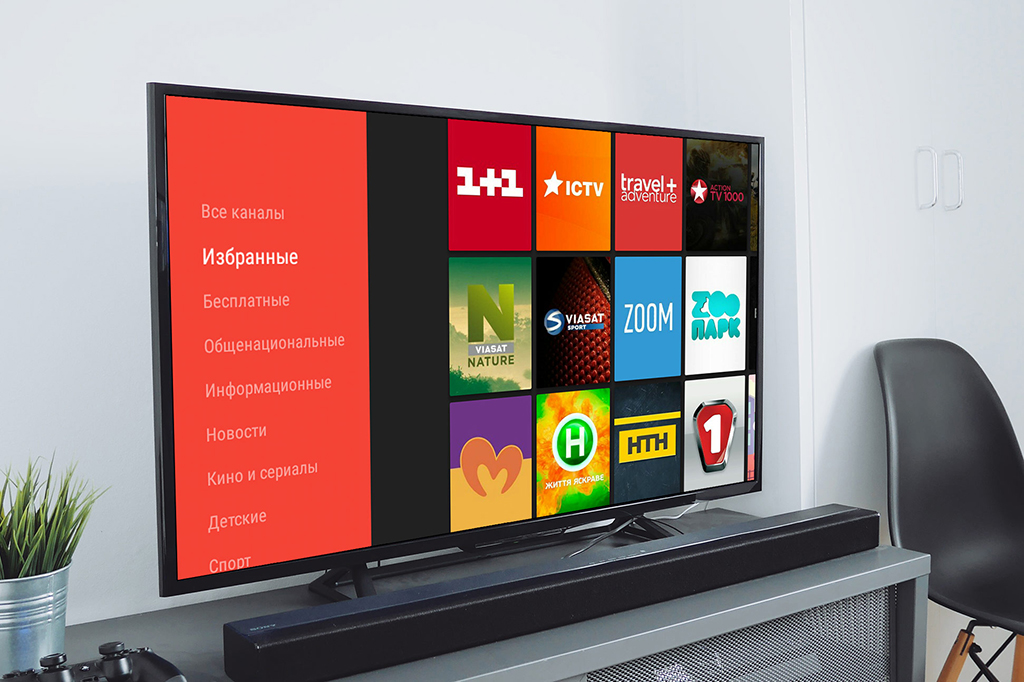 Все каналы
Избранные
Бесплатные
Общенациональные
Информационные
Новости
Кино и сериалы
Детские
Спорт
1+1
ICTV
travel+
adventure
ACTION
TV 1000
N
VIASAT
NATURE
S VIASAT
SPORT
ZOOM
ZOO
ПАРК
Н
ЖИТТЯ ЯСКРАВЕ
НТН
1
SONY